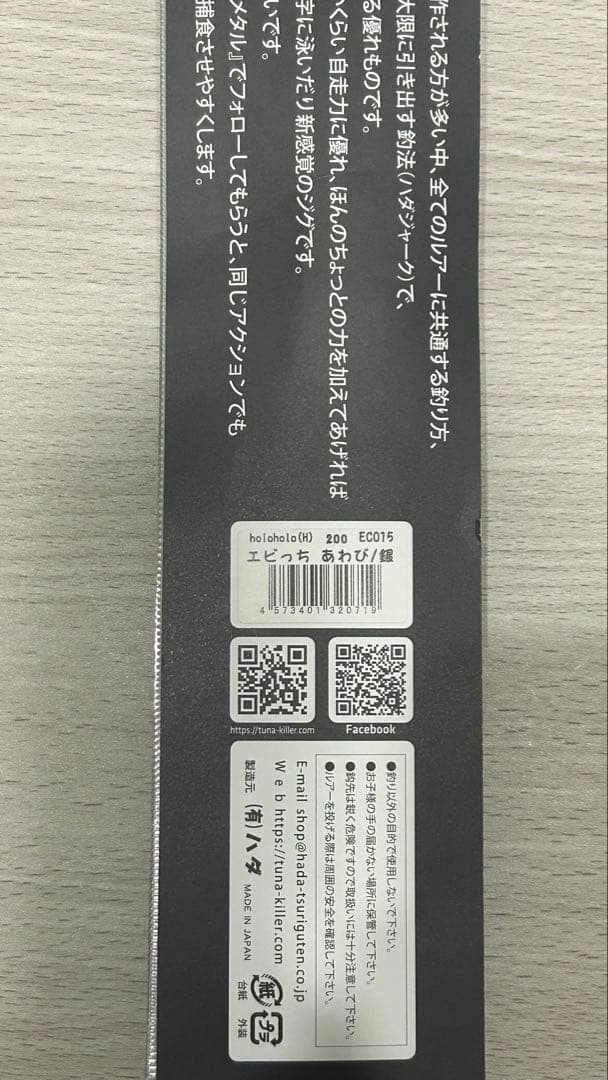 作される方が多い中、全てのルアーに共通する釣り方、
大限に引き出す釣法(ハダジャーク)で、
る優れものです。
くらい自走力に優れ、ほんのちょっとの力を加えてあげれば
字に泳いだり新感覚のジグです。
いです。
メタル』でフォローしてもらうと、同じアクションでも
捕食させやすくします。
holoholo(H) 200 EC015
エビっち あわび/銀
4 573401 320719
https://tuna-killer.com
Facebook
●釣り以外の目的で使用しないで下さい。
●お子様の手の届かない場所に保管して下さい。
●鈎先は鋭く危険ですので取扱いには十分注意して下さい。
●ルアーを投げる際は周囲の安全を確認して下さい。
E-mail shop@hada-tsuriguten.co.jp
Web https://tuna-killer.com
製造元 (有)ハダ MADE IN JAPAN
紙
台紙
プラ
外装